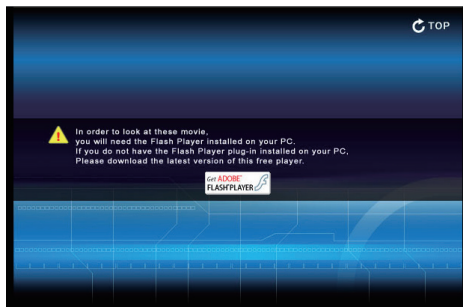 TOP
In order to look at these movie,
you will need the Flash Player installed on your PC.
If you do not have the Flash Player plug-in installed on your PC,
Please download the latest version of this free player.
Get ADOBE®
FLASH® PLAYER